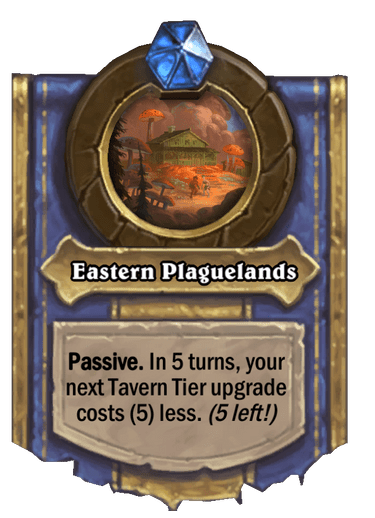 Eastern Plaguelands
Passive. In 5 turns, your
next Tavern Tier upgrade
costs (5) less. (5 left!)